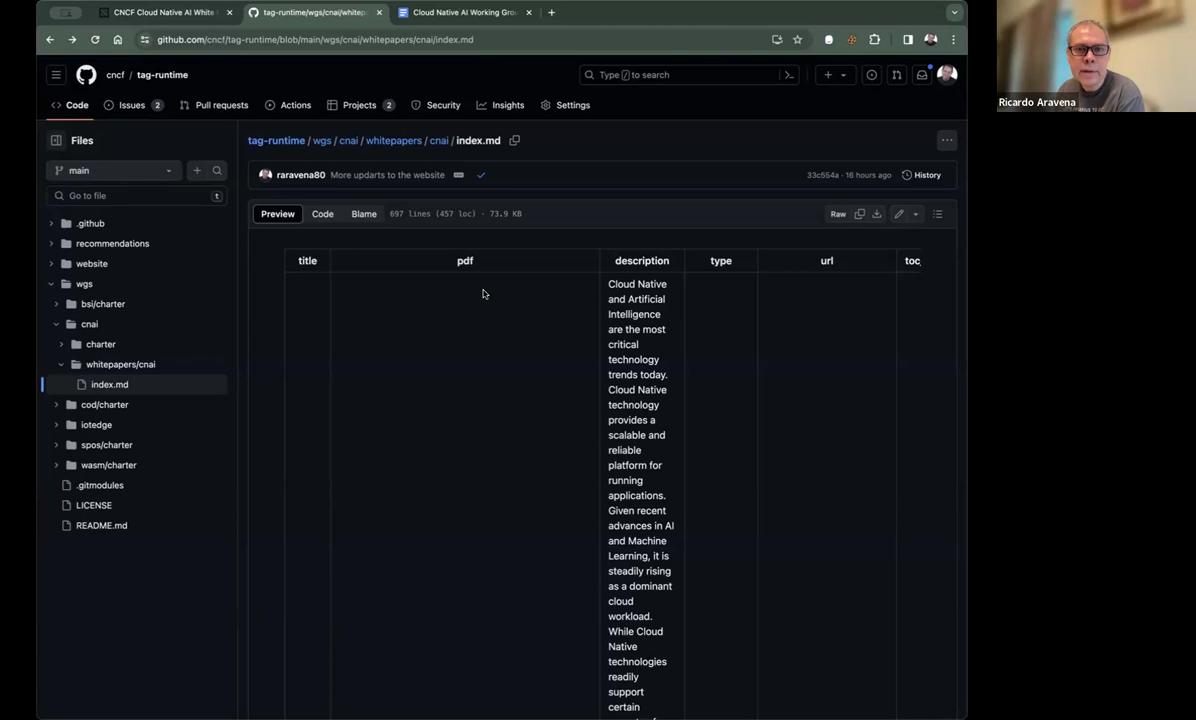 CNCF Cloud Native AI White
tag-runtime/wgs/cnai/whitep
Cloud Native AI Working Gro
github.com/cncf/tag-runtime/blob/main/wgs/cnai/whitepapers/cnai/index.md
cncf / tag-runtime
Type / to search
Code
Issues 2
Pull requests
Actions
Projects 2
Security
Insights
Settings
Files
main
Go to file
t
.github
recommendations
website
wgs
bsi/charter
cnai
charter
whitepapers/cnai
index.md
cod/charter
iotedge
spos/charter
wasm/charter
.gitmodules
LICENSE
README.md
tag-runtime / wgs / cnai / whitepapers / cnai / index.md
raravena80 More updarts to the website
33c554a · 16 hours ago
History
Preview
Code
Blame
697 lines (457 loc) · 73.9 KB
Raw
title
pdf
description
type
url
toc_
Cloud Native
and Artificial
Intelligence
are the most
critical
technology
trends today.
Cloud Native
technology
provides a
scalable and
reliable
platform for
running
applications.
Given recent
advances in AI
and Machine
Learning, it is
steadily rising
as a dominant
cloud
workload.
While Cloud
Native
technologies
readily
support
certain
Ricardo Aravena